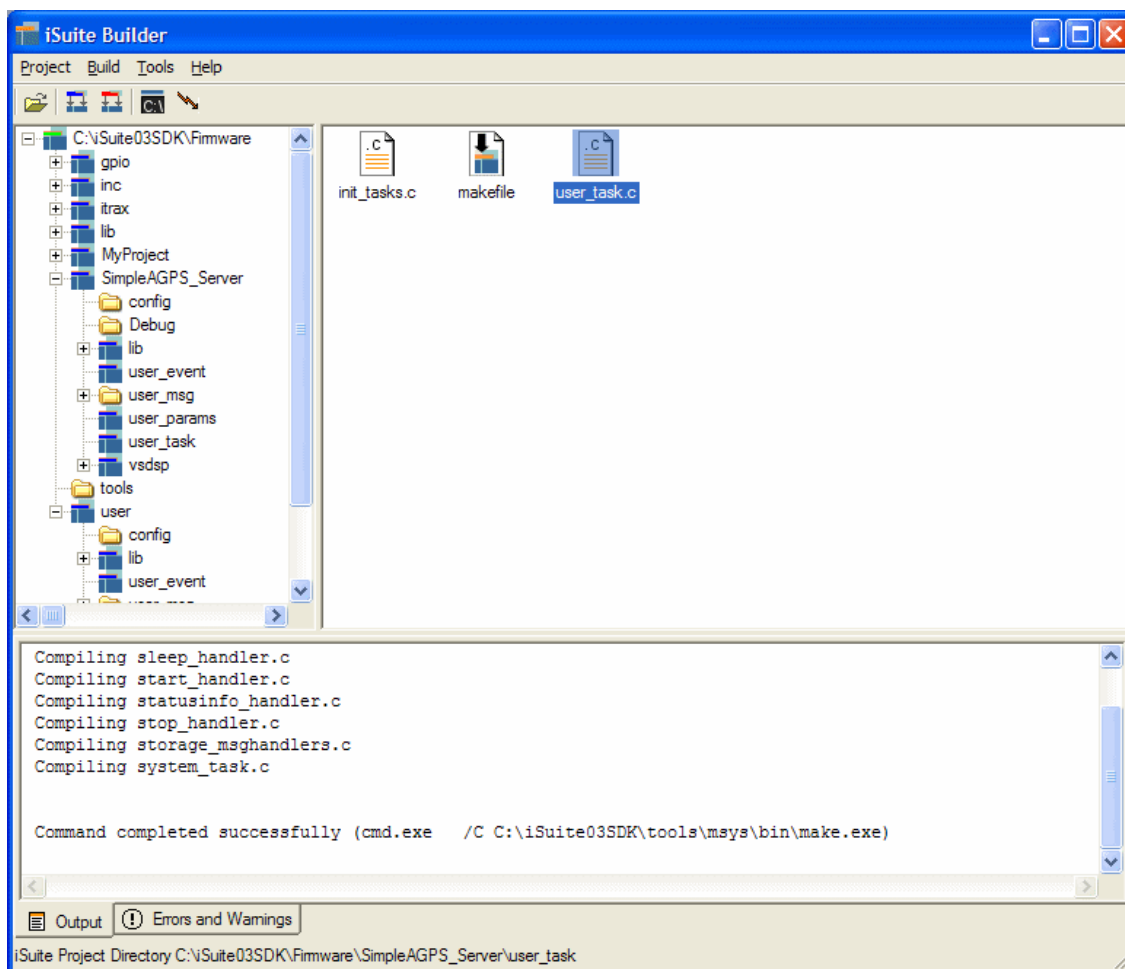 iSuite Builder
Project Build Tools Help
C:\
C:\iSuite03SDK\Firmware
gpio
inc
itrax
lib
MyProject
SimpleAGPS_Server
config
Debug
lib
user_event
user_msg
user_params
user_task
vsdsp
tools
user
config
lib
user_event
user_msg
.c
.c
init_tasks.c makefile user_task.c
Compiling sleep_handler.c
Compiling start_handler.c
Compiling statusinfo_handler.c
Compiling stop_handler.c
Compiling storage_msghandlers.c
Compiling system_task.c
Command completed successfully (cmd.exe /C C:\iSuite03SDK\tools\msys\bin\make.exe)
Output Errors and Warnings
iSuite Project Directory C:\iSuite03SDK\Firmware\SimpleAGPS_Server\user_task